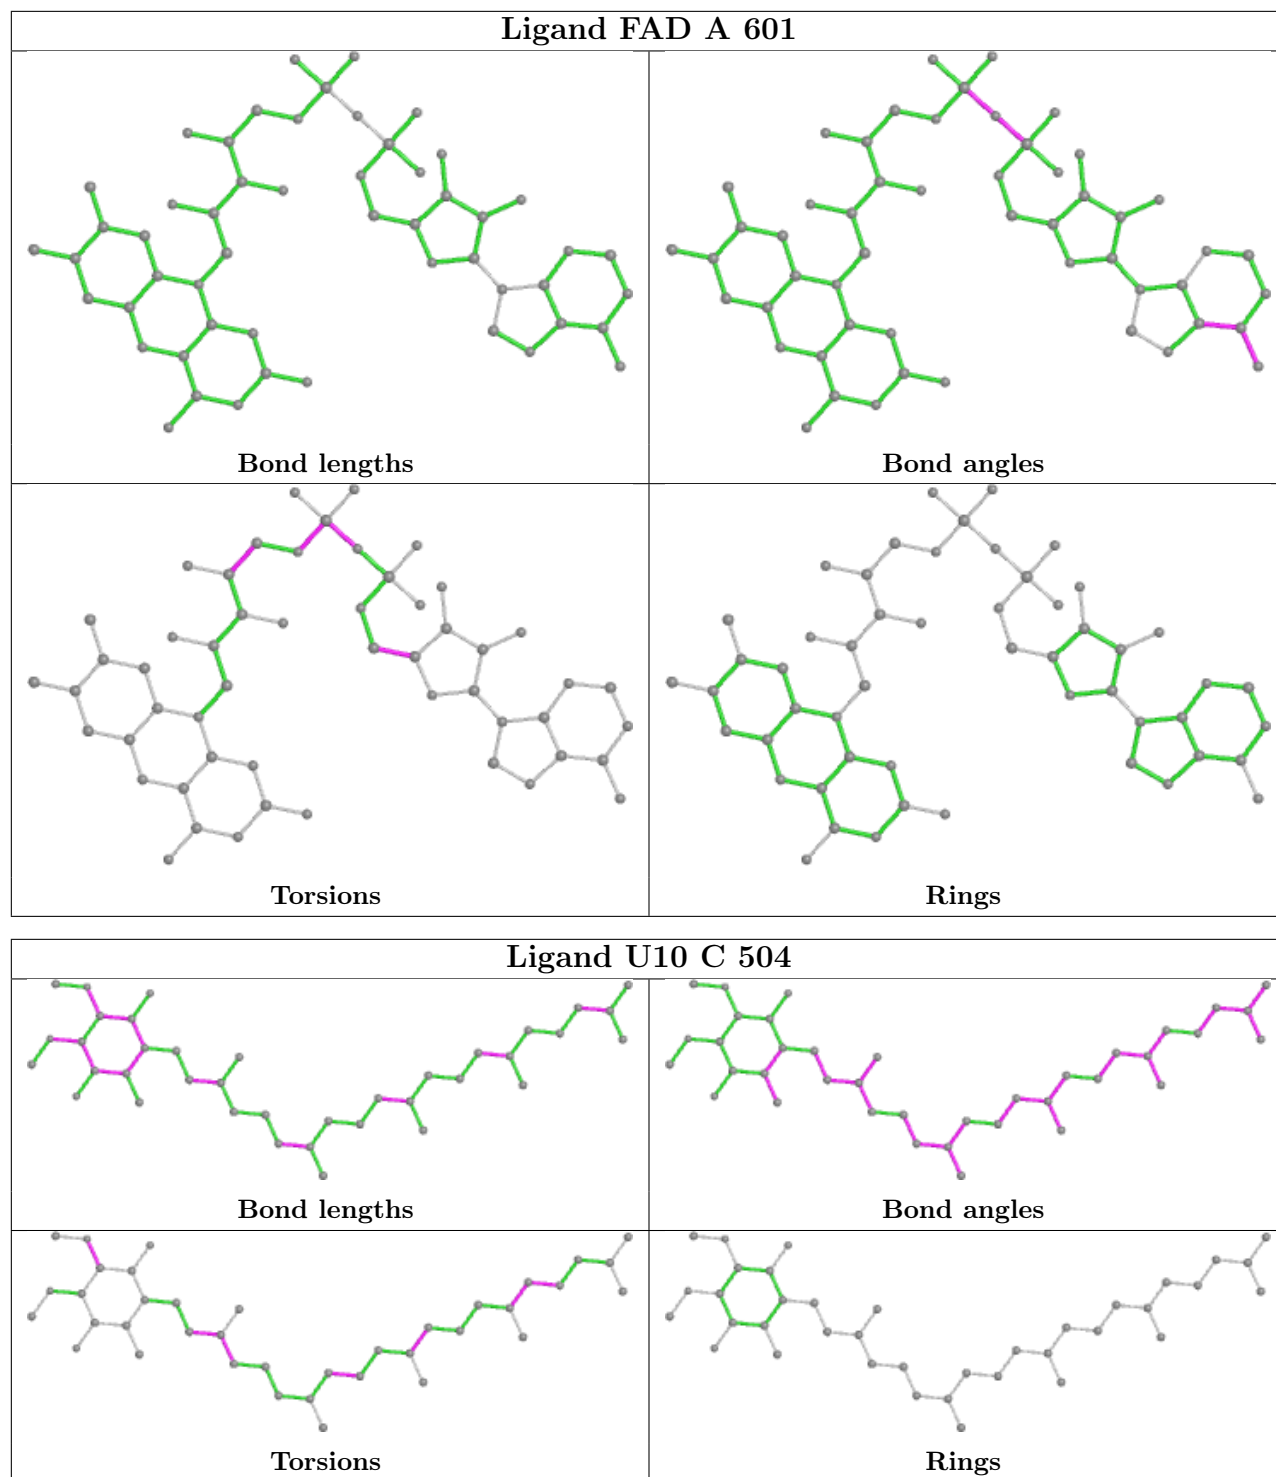 Ligand FAD A 601
Bond lengths
Bond angles
Torsions
Rings
Ligand U10 C 504
Bond lengths
Bond angles
Torsions
Rings